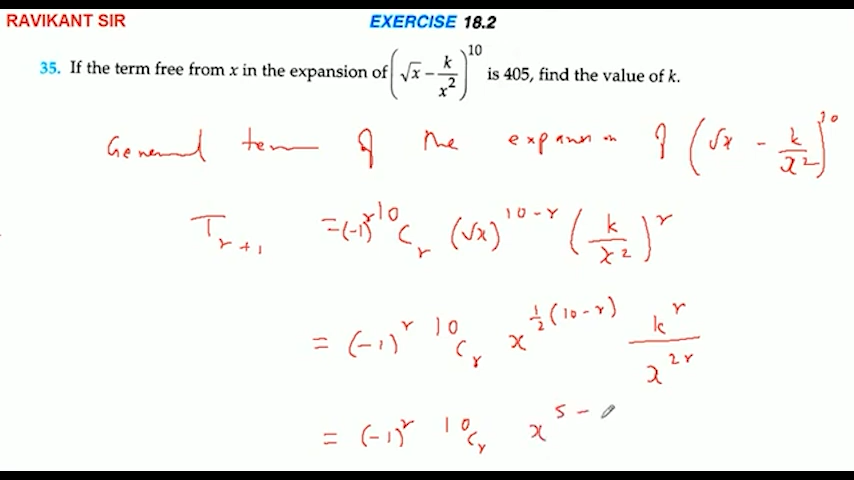 RAVIKANT SIR
EXERCISE 18.2
35. If the term free from x in the expansion of (√x − k/x²)¹⁰ is 405, find the value of k.
General term of the expansion of (√x − k/x²)¹⁰
T_{r+1} = (-1)^r ¹⁰C_r (√x)^{10-r} (k/x²)^r
= (-1)^r ¹⁰C_r x^{½(10-r)} k^r/x^{2r}
= (-1)^r ¹⁰C_r x^{5-